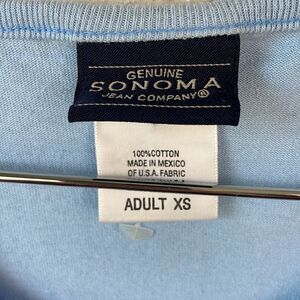 GENUINE
SONOMA
JEAN COMPANY®
100%COTTON
MADE IN MEXICO
OF U.S.A. FABRIC
ADULT XS